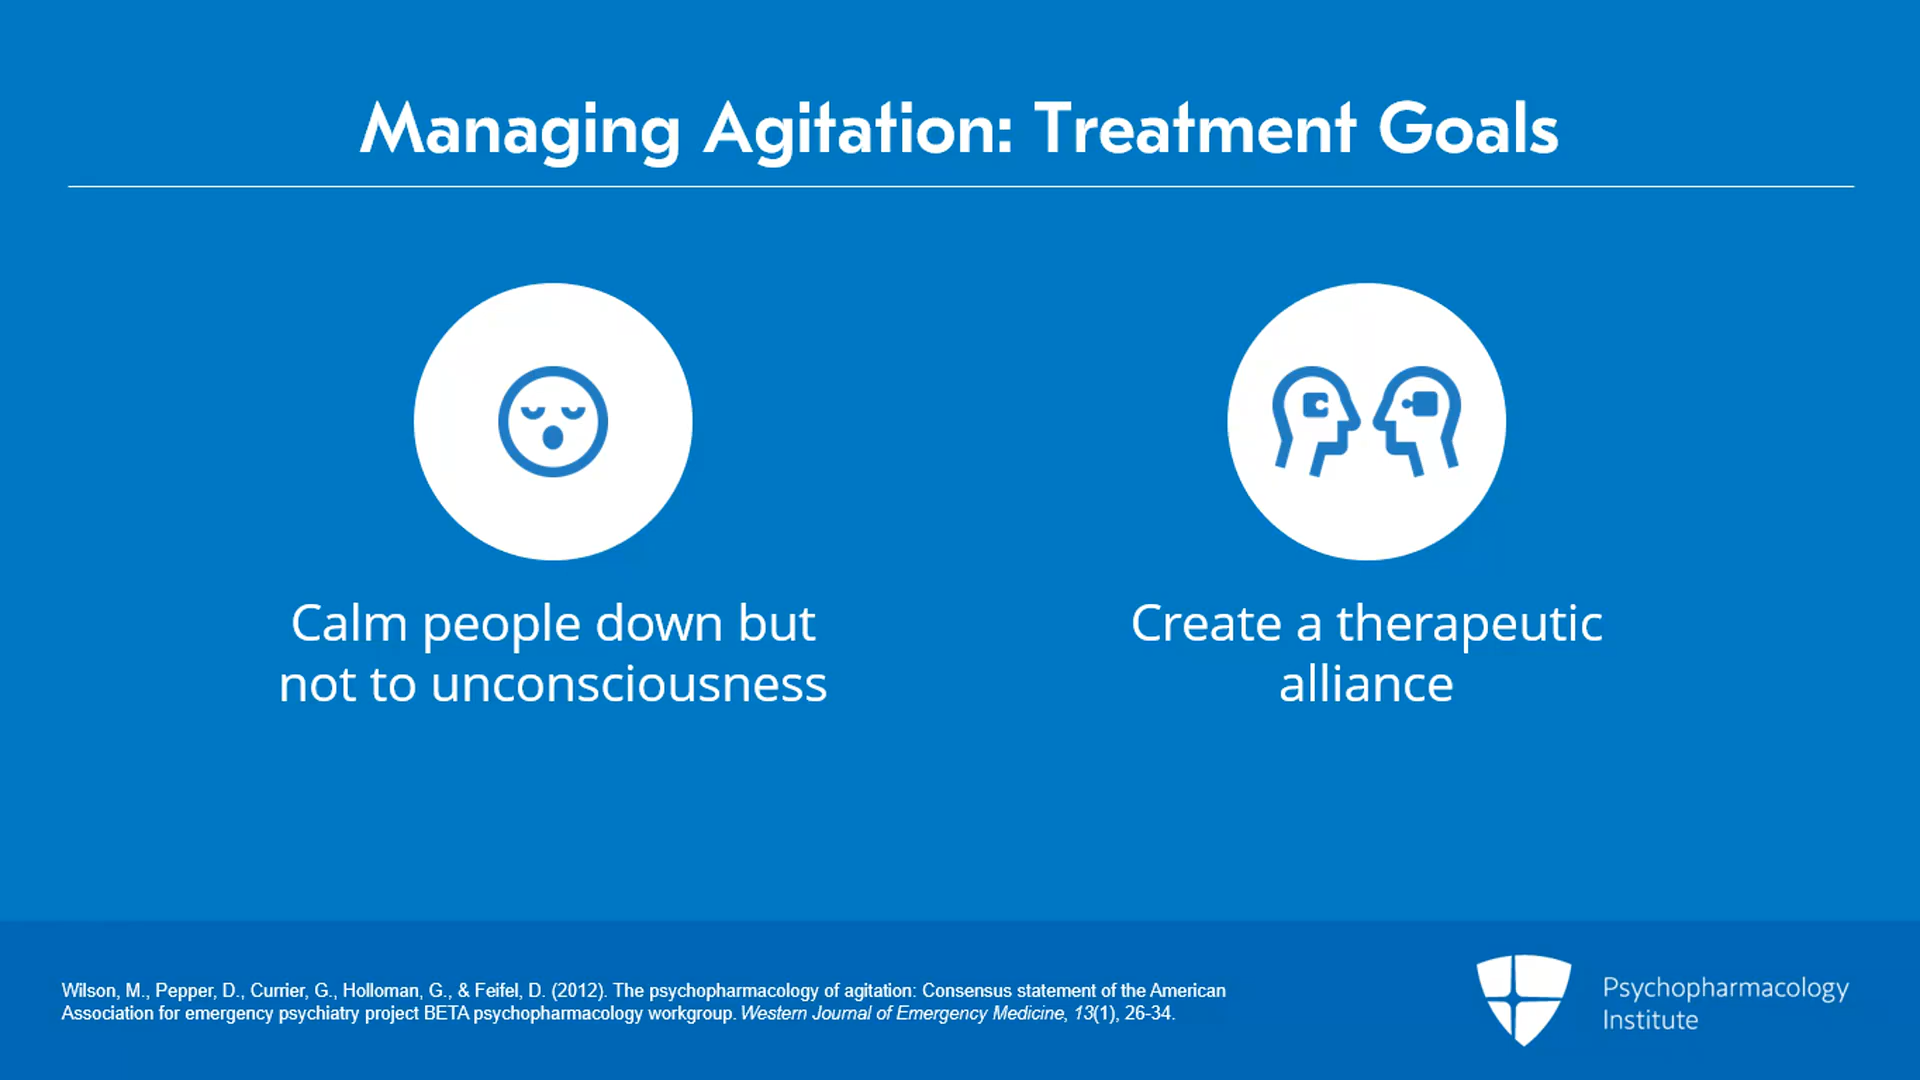 Managing Agitation: Treatment Goals
Calm people down but
not to unconsciousness
Create a therapeutic
alliance
Wilson, M., Pepper, D., Currier, G., Holloman, G., & Feifel, D. (2012). The psychopharmacology of agitation: Consensus statement of the American
Association for emergency psychiatry project BETA psychopharmacology workgroup. Western Journal of Emergency Medicine, 13(1), 26-34.
Psychopharmacology
Institute